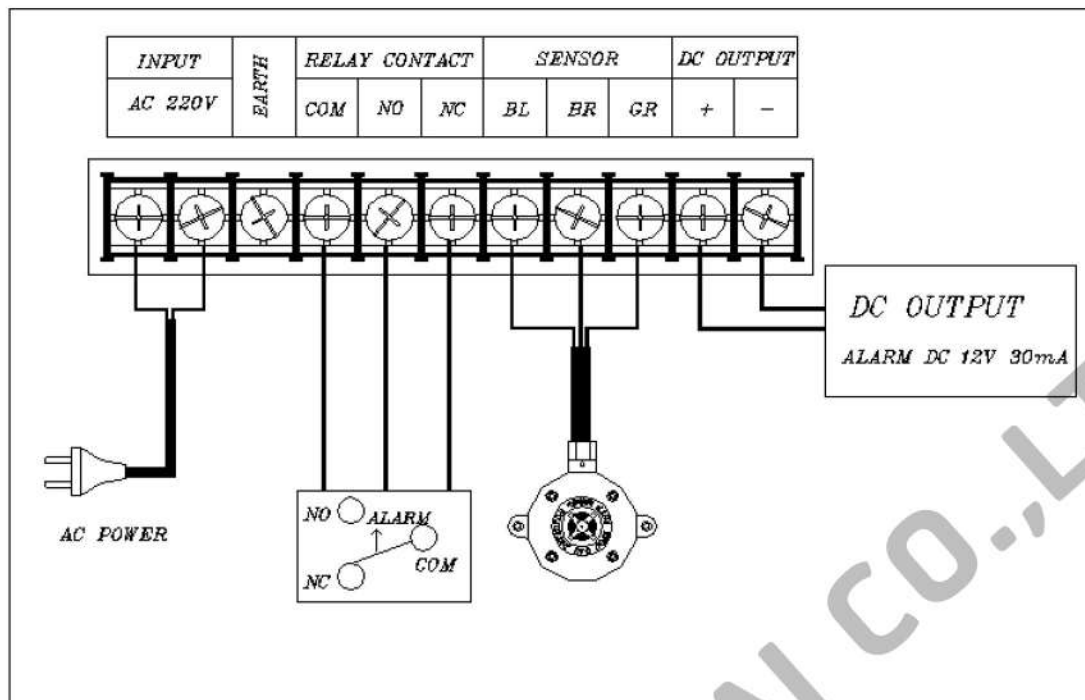 INPUT EARTH RELAY CONTACT SENSOR DC OUTPUT
AC 220V COM NO NC BL BR GR + -
DC OUTPUT
ALARM DC 12V 30mA
AC POWER
NO ALARM
COM
NC
CO.,LT